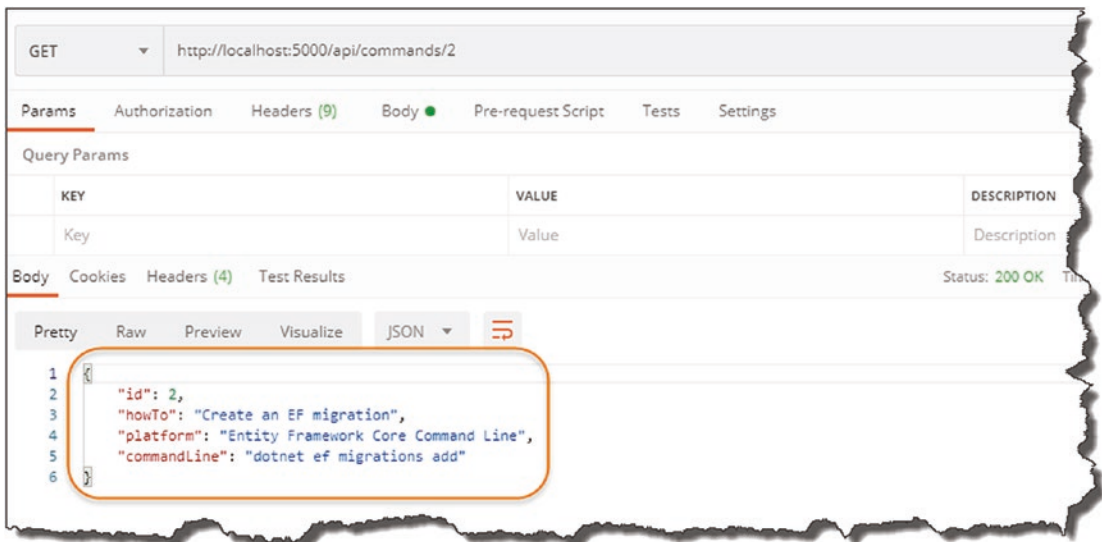 GET http://localhost:5000/api/commands/2
Params Authorization Headers (9) Body Pre-request Script Tests Settings
Query Params
KEY VALUE DESCRIPTION
Key Value Description
Body Cookies Headers (4) Test Results Status: 200 OK
Pretty Raw Preview Visualize JSON
1 {
2 "id": 2,
3 "howTo": "Create an EF migration",
4 "platform": "Entity Framework Core Command Line",
5 "commandLine": "dotnet ef migrations add"
6 }